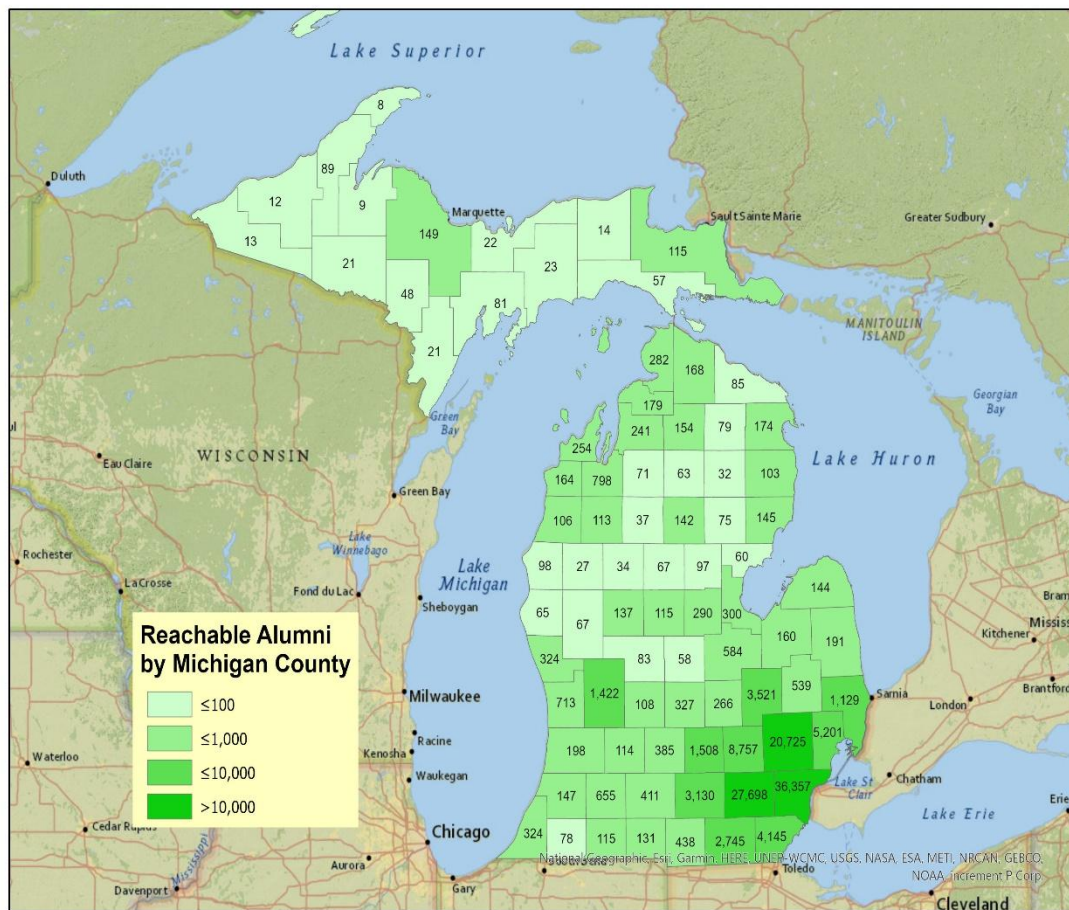 Lake Superior
8
Duluth
89
12
9
Marquette
Sault Sainte Marie
Greater Sudbury
13
149
22
14
115
21
23
57
48
81
MANITOULIN
ISLAND
21
282
168
85
Georgian
Bay
Green
Bay
179
241
154
79
174
WISCONSIN
254
Eau Claire
Lake Huron
164
798
71
63
32
103
Green Bay
106
113
37
142
75
145
Lake
Winnebago
Rochester
Lake
Michigan
98
27
34
67
97
60
LaCrosse
Fond du Lac
Sheboygan
144
65
67
137
115
290
300
160
191
Bram
Mississi
Kitchener
Reachable Alumni
by Michigan County
≤100
≤1,000
≤10,000
>10,000
324
83
58
584
Milwaukee
713
1,422
108
327
266
3,521
539
1,129
Sarnia
London
Brantford
Racine
Kenosha
198
114
385
1,508
8,757
20,725
5,201
Waterloo
Waukegan
Lake St
Clair
Chatham
147
655
411
3,130
27,698
36,357
Lake Erie
Erie
Cedar Rapids
Mississippi
Chicago
324
78
115
131
438
2,745
4,145
Aurora
National Geographic, Esri, Garmin, HERE, UNEP-WCMC, USGS, NASA, ESA, METI, NRCAN, GEBCO,
NOAA, increment P Corp.
Davenport
Gary
Toledo
Cleveland